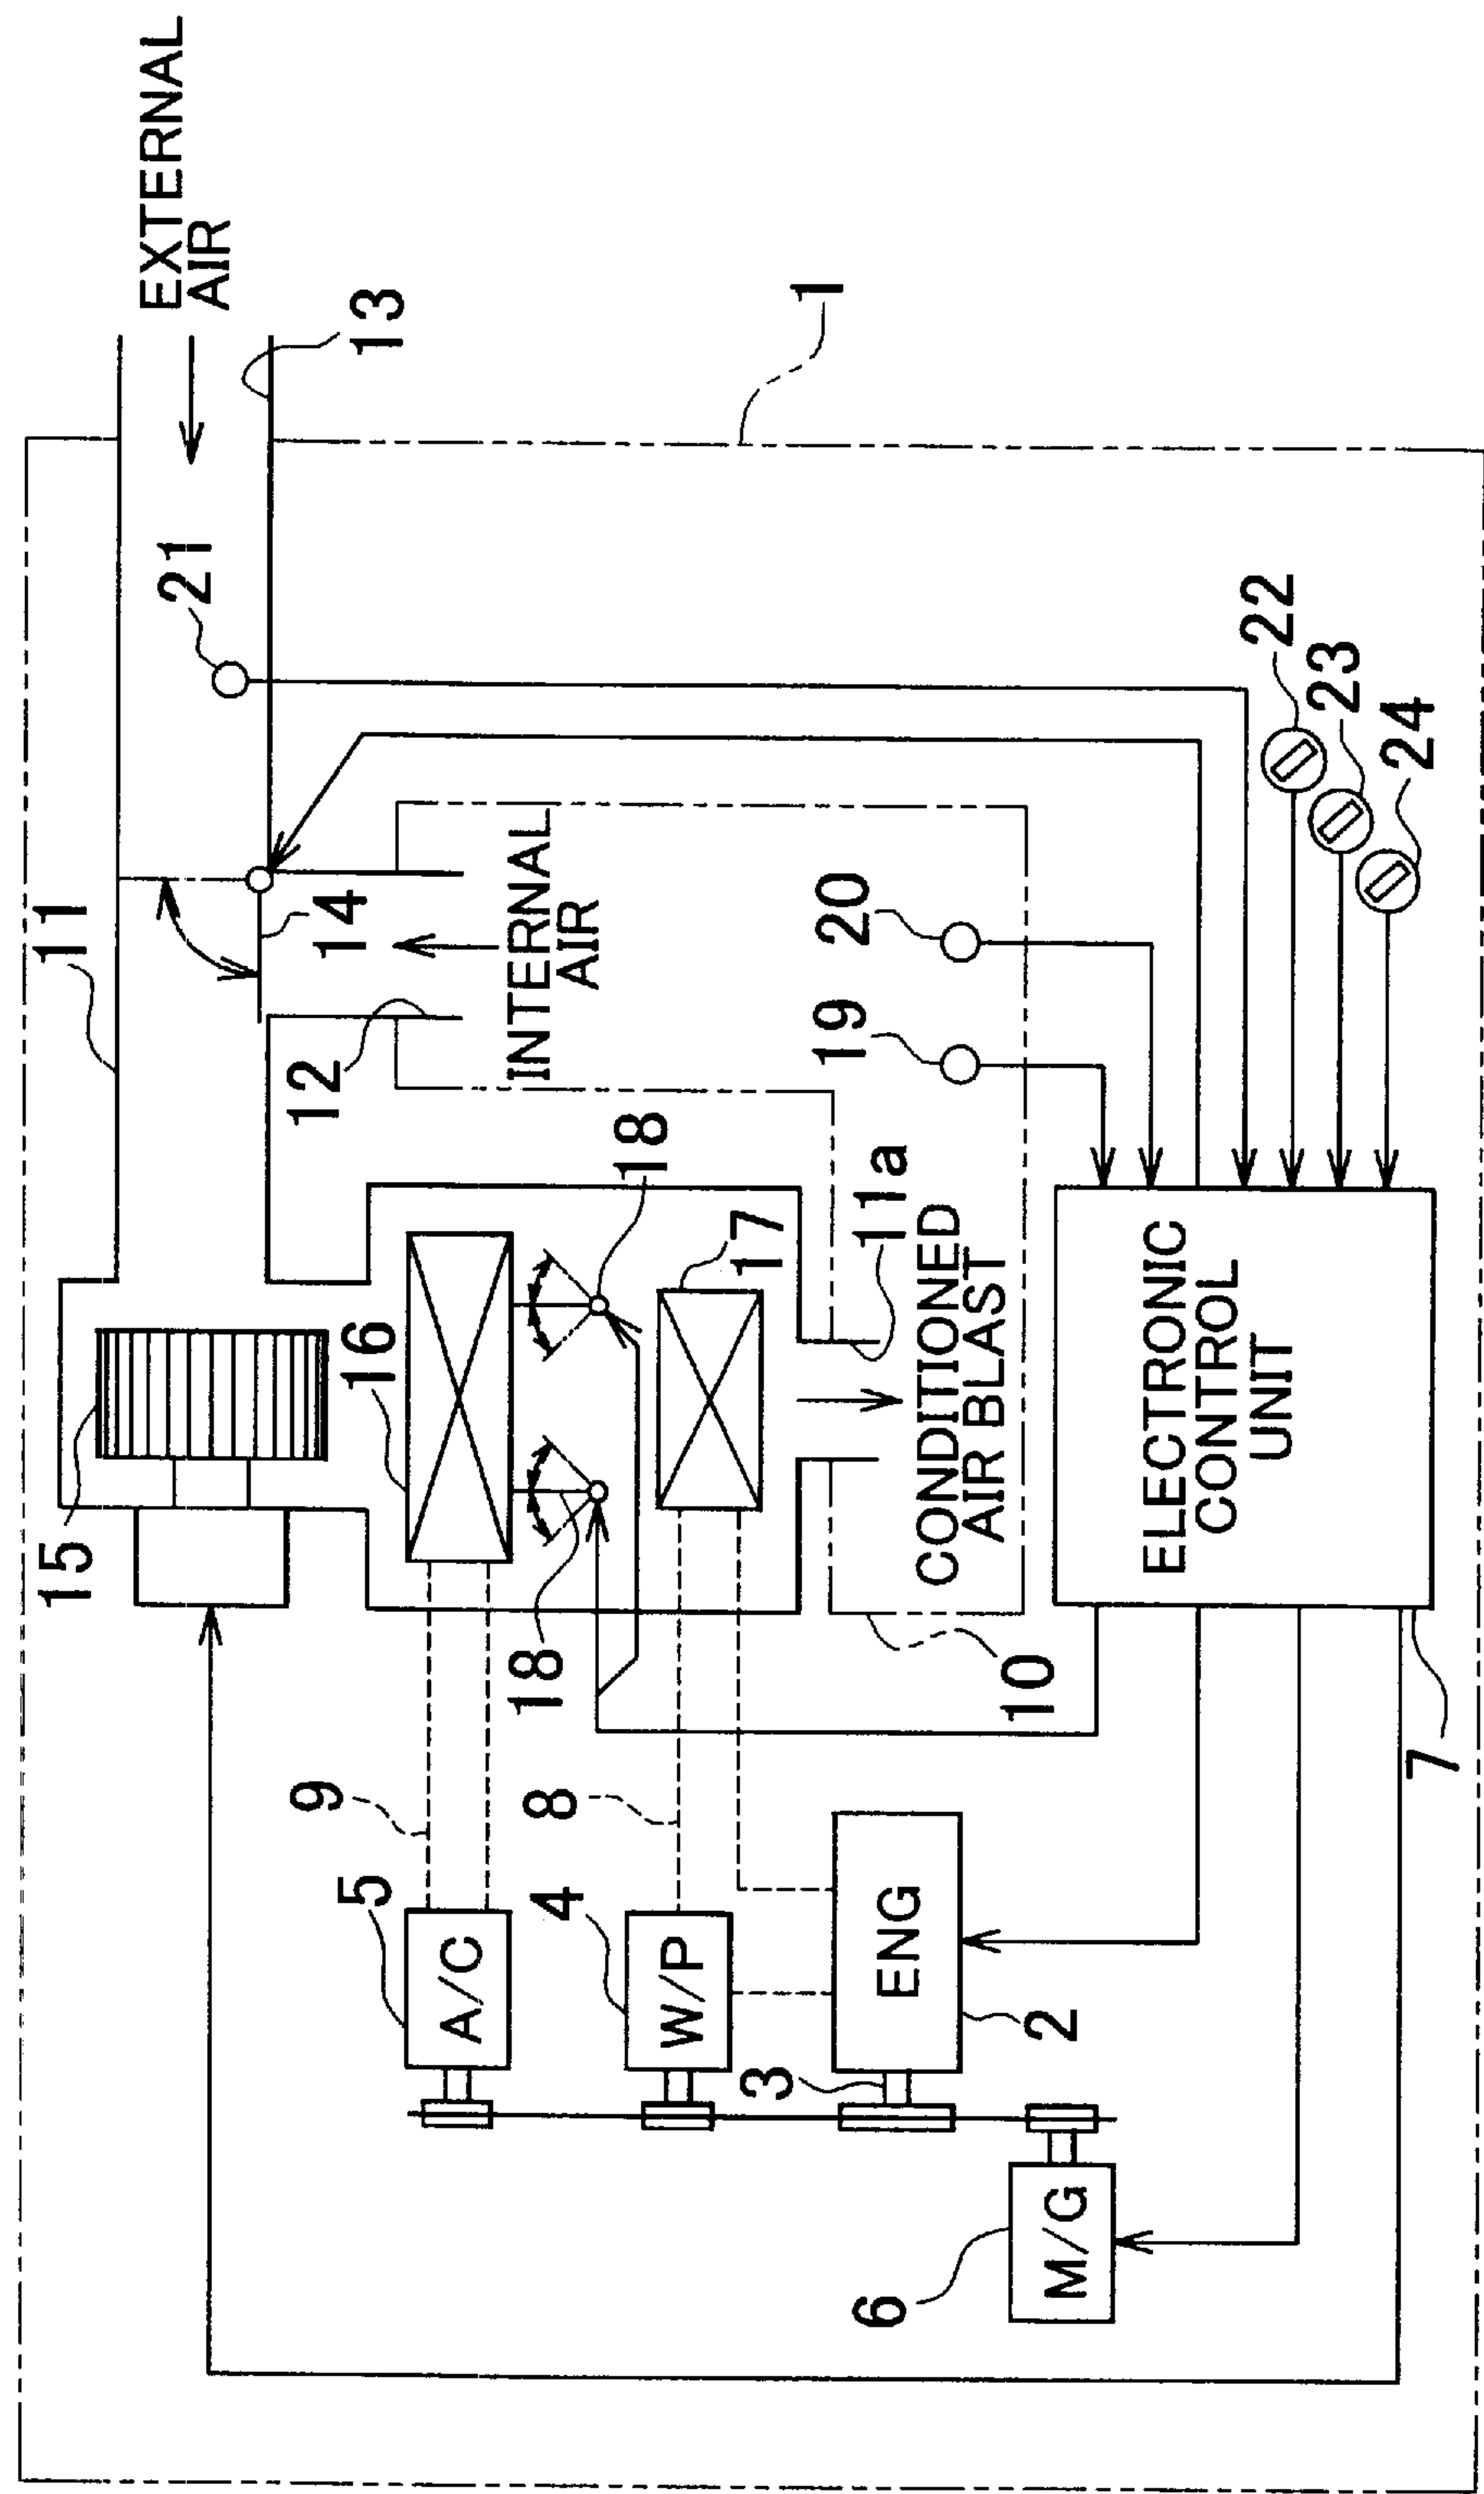 EXTERNAL
AIR
13
1
21
11
14
12
INTERNAL
AIR
20
19
22
23
24
15
16
18
18
17
11a
CONDITIONED
AIR BLAST
10
ELECTRONIC
CONTROL
UNIT
7
9
8
5
A/C
4
W/P
ENG
2
3
6
M/G